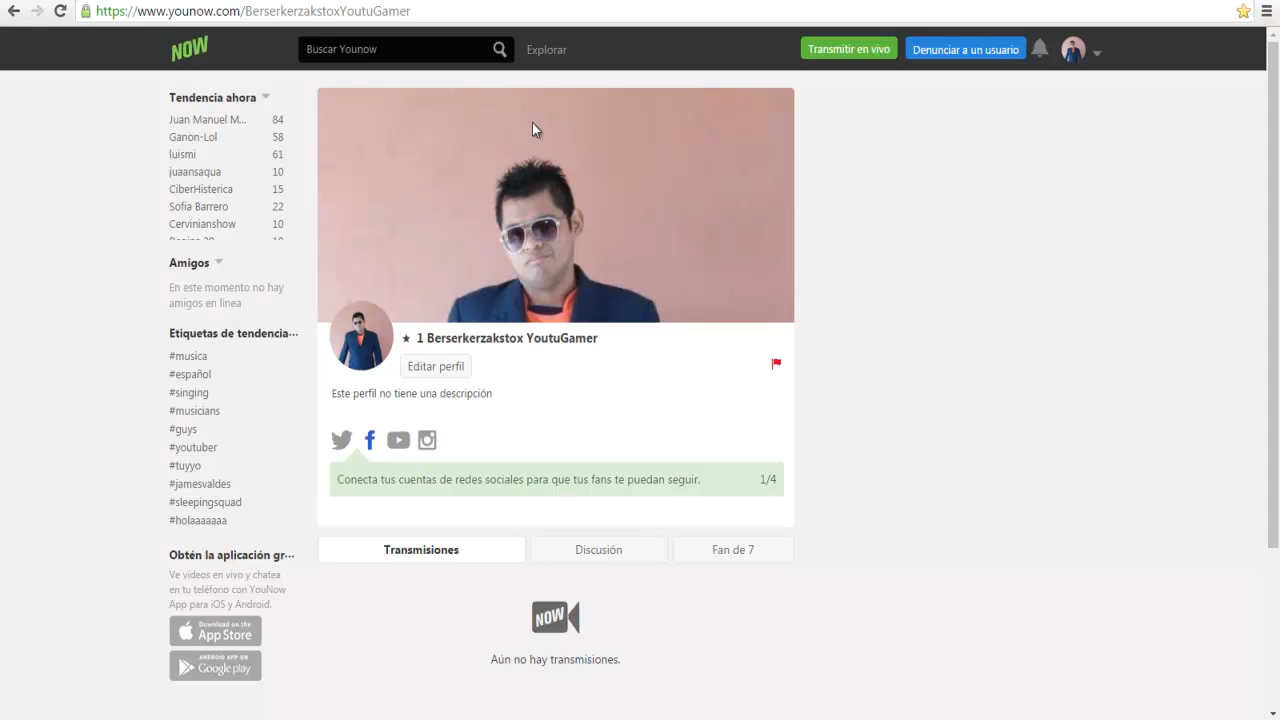 https://www.younow.com/BerserkerzakstoxYoutuGamer
NOW
Buscar Younow
Explorar
Transmitir en vivo
Denunciar a un usuario
Tendencia ahora
Juan Manuel M... 84
Ganon-Lol 58
luismi 61
juaansaqua 10
CiberHisterica 15
Sofia Barrero 22
Cervinianshow 10
Amigos
En este momento no hay
amigos en línea
Etiquetas de tendencia...
#musica
#español
#singing
#musicians
#guys
#youtuber
#tuyyo
#jamesvaldes
#sleepingsquad
#holaaaaaa
Obtén la aplicación gr...
Ve videos en vivo y chatea
en tu teléfono con YouNow
App para iOS y Android.
Download on the
App Store
ANDROID APP ON
Google play
1 Berserkerzakstox YoutuGamer
Editar perfil
Este perfil no tiene una descripción
Conecta tus cuentas de redes sociales para que tus fans te puedan seguir. 1/4
Transmisiones
Discusión
Fan de 7
NOW
Aún no hay transmisiones.